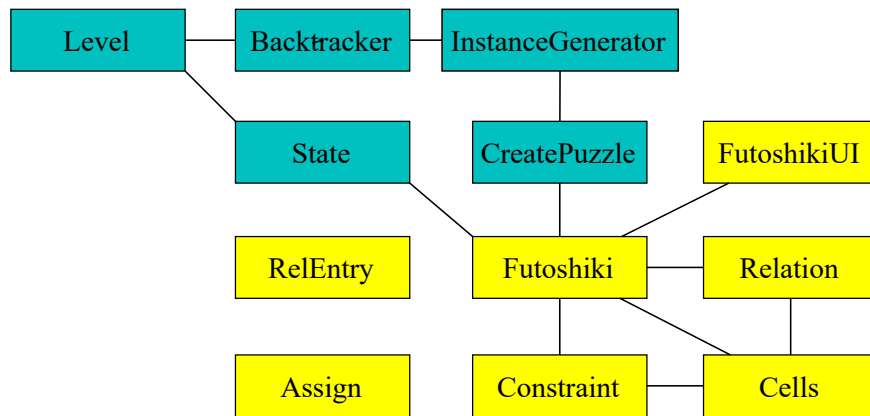 Level
Backtracker
InstanceGenerator
State
CreatePuzzle
FutoshikiUI
RelEntry
Futoshiki
Relation
Assign
Constraint
Cells